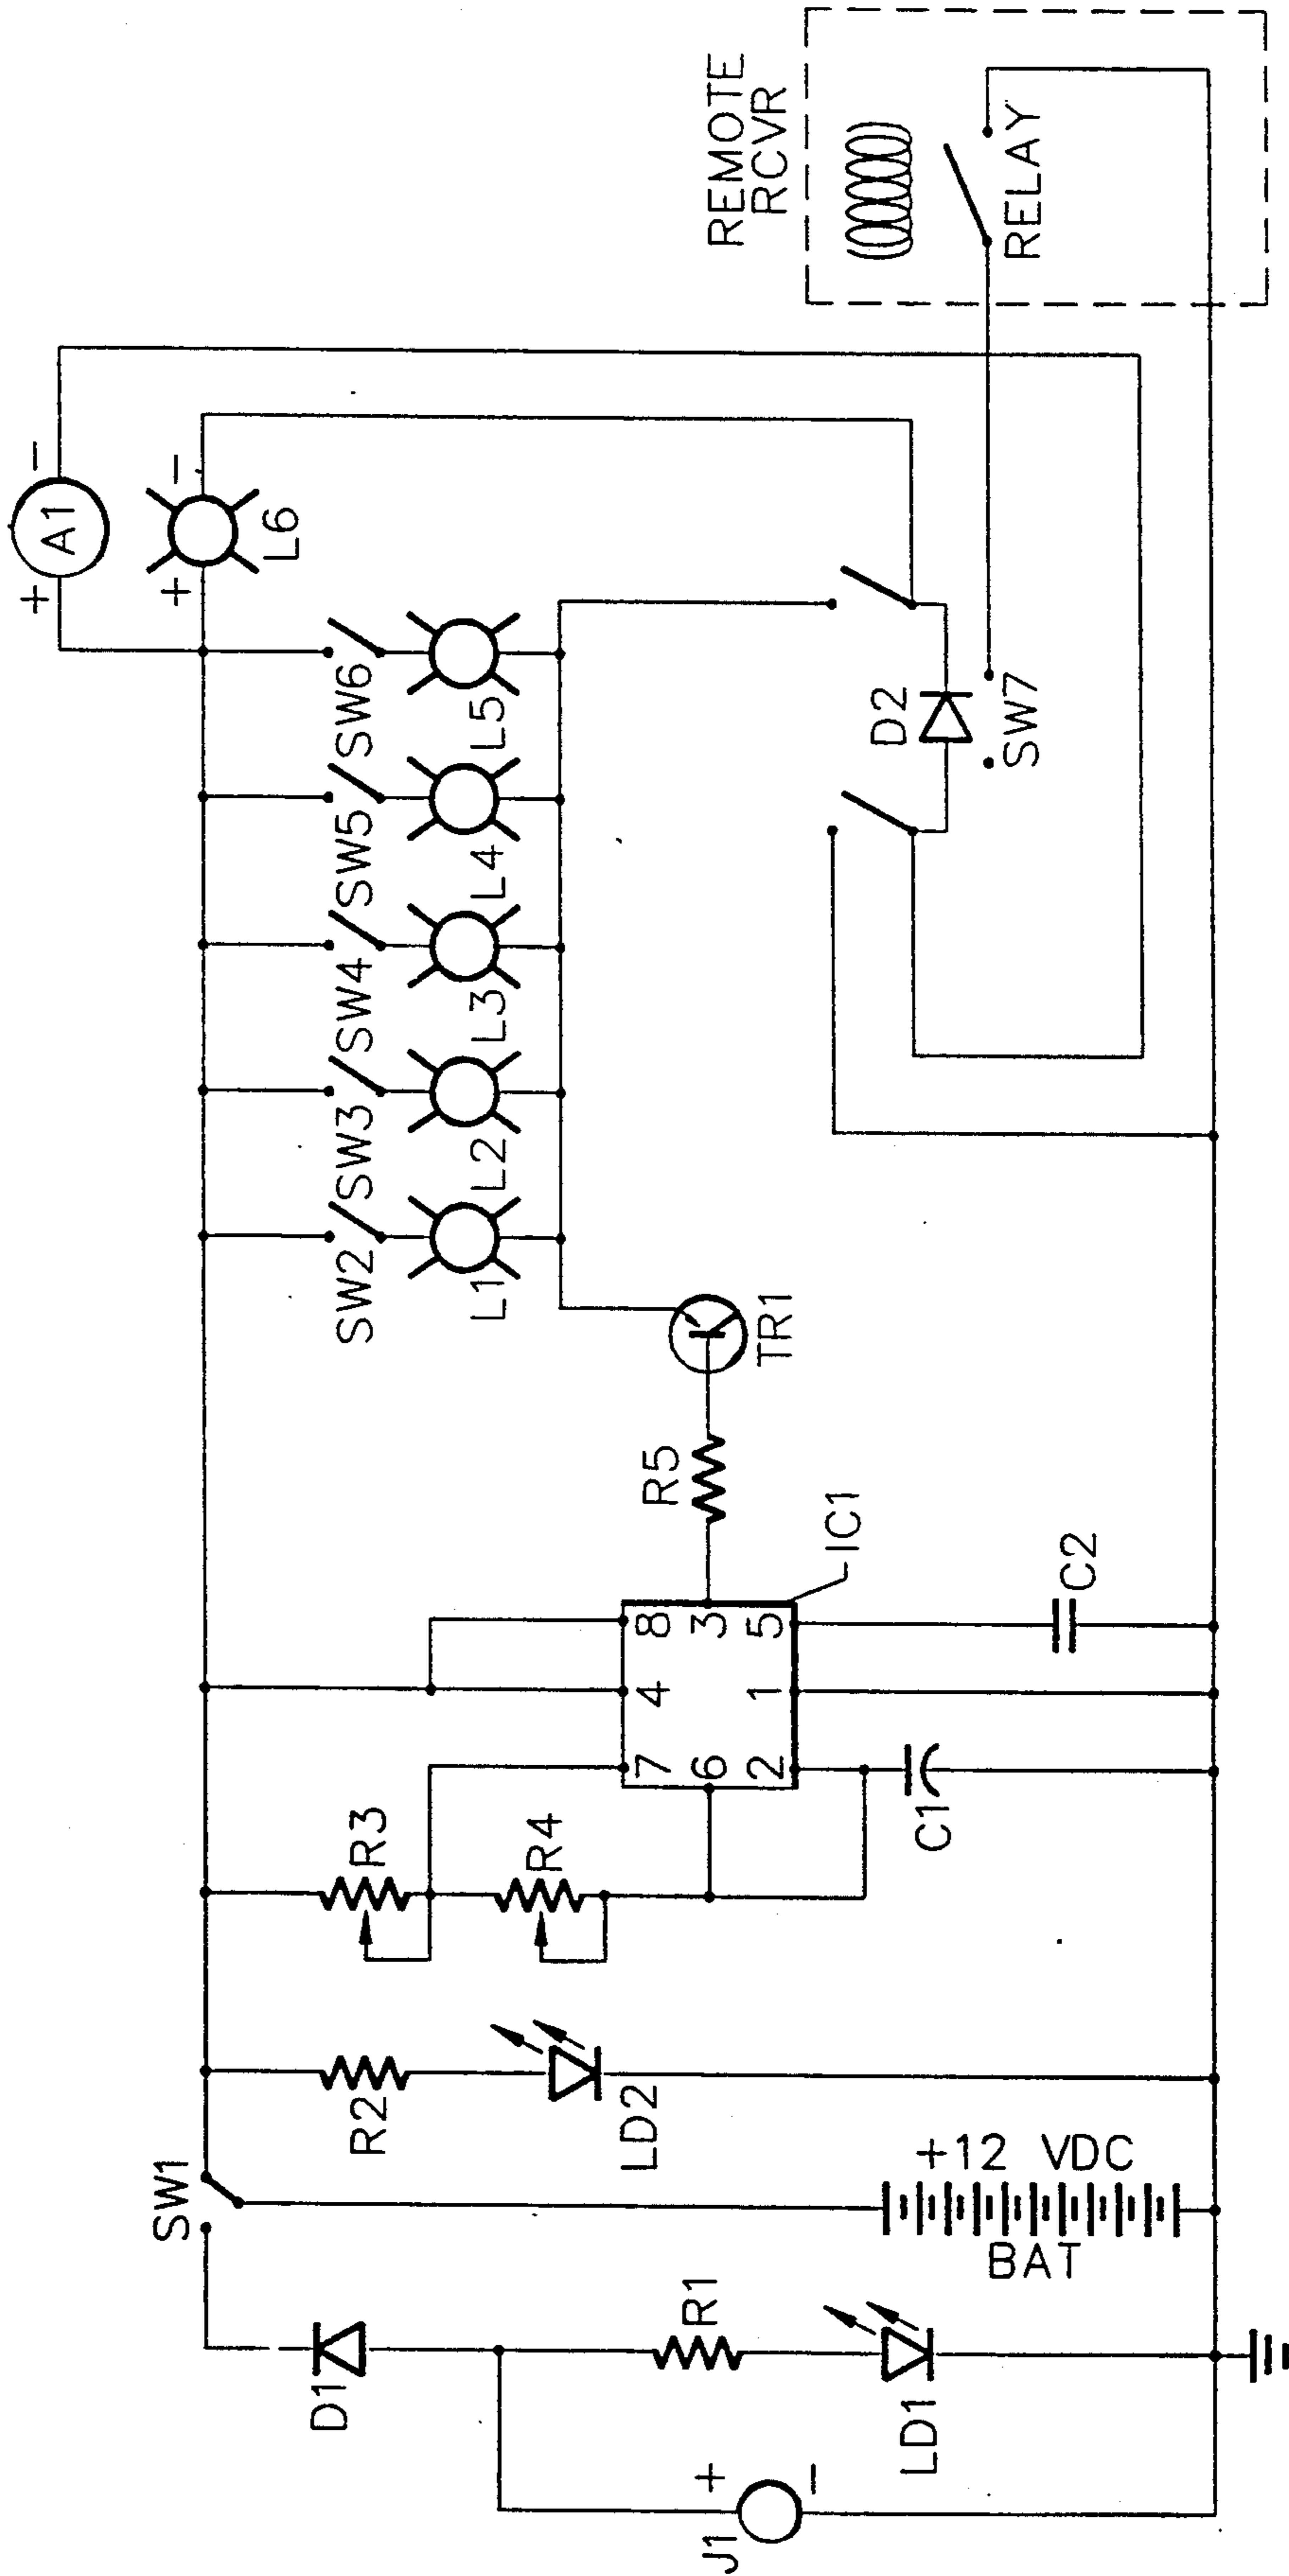 REMOTE
RCVR
RELAY
+
A1
−
+
L6
−
SW6
L5
SW5
L4
SW4
L3
SW3
L2
SW2
L1
D2
SW7
TR1
R5
IC1
8
3
5
4
1
7
6
2
C2
C1
R3
R4
R2
LD2
SW1
+12 VDC
BAT
D1
R1
LD1
J1
+
−